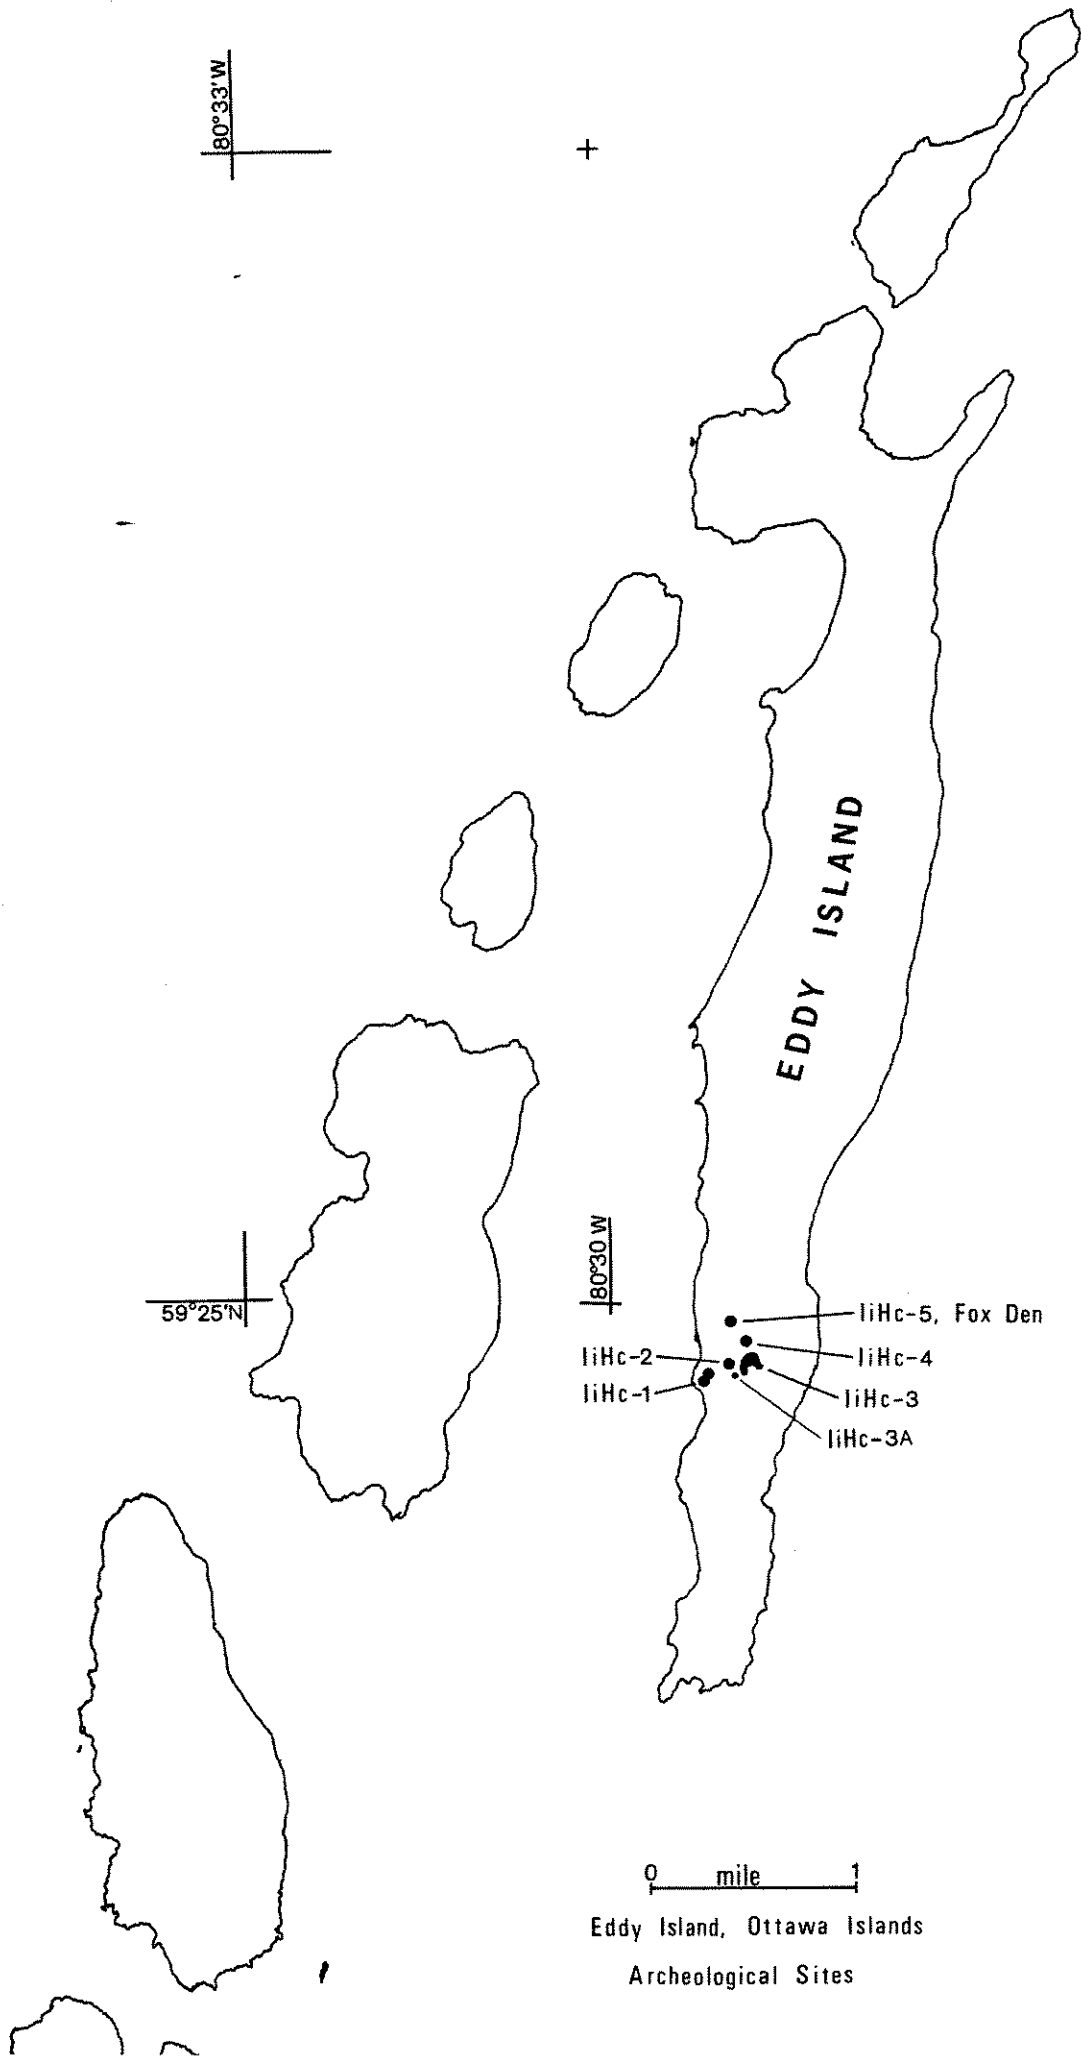 80°33'W
EDDY ISLAND
80°30 W
59°25'N
IiHc-5, Fox Den
IiHc-2
IiHc-4
IiHc-1
IiHc-3
IiHc-3A
0 mile 1
Eddy Island, Ottawa Islands
Archeological Sites